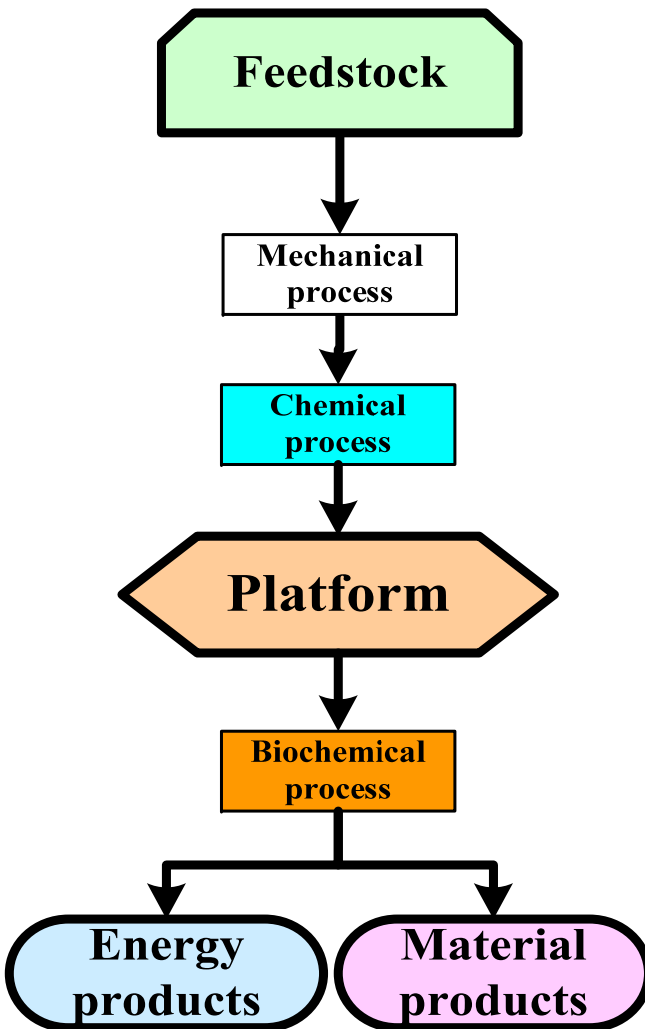 Feedstock
Mechanical
process
Chemical
process
Platform
Biochemical
process
Energy
products
Material
products